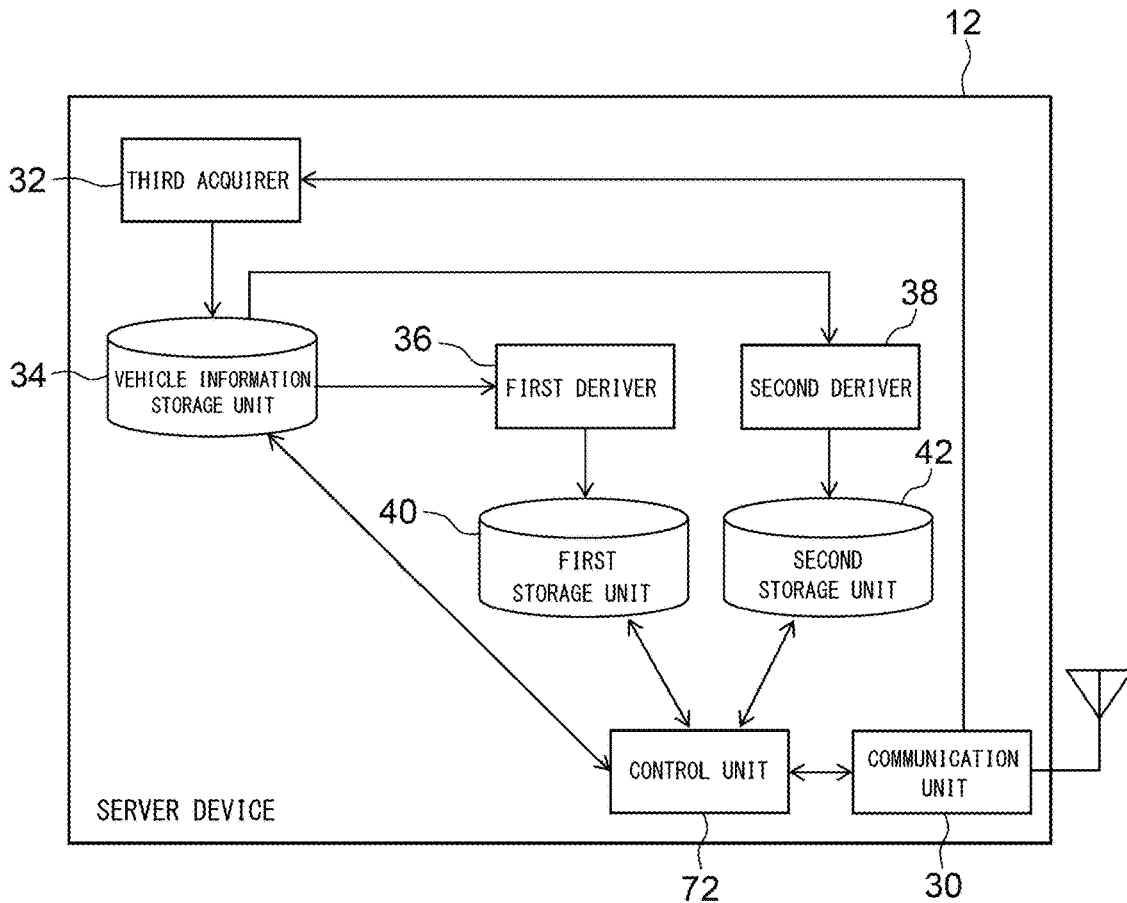 12
32
THIRD ACQUIRER
34
VEHICLE INFORMATION
STORAGE UNIT
36
FIRST DERIVER
38
SECOND DERIVER
40
FIRST
STORAGE UNIT
42
SECOND
STORAGE UNIT
CONTROL UNIT
COMMUNICATION
UNIT
SERVER DEVICE
72
30